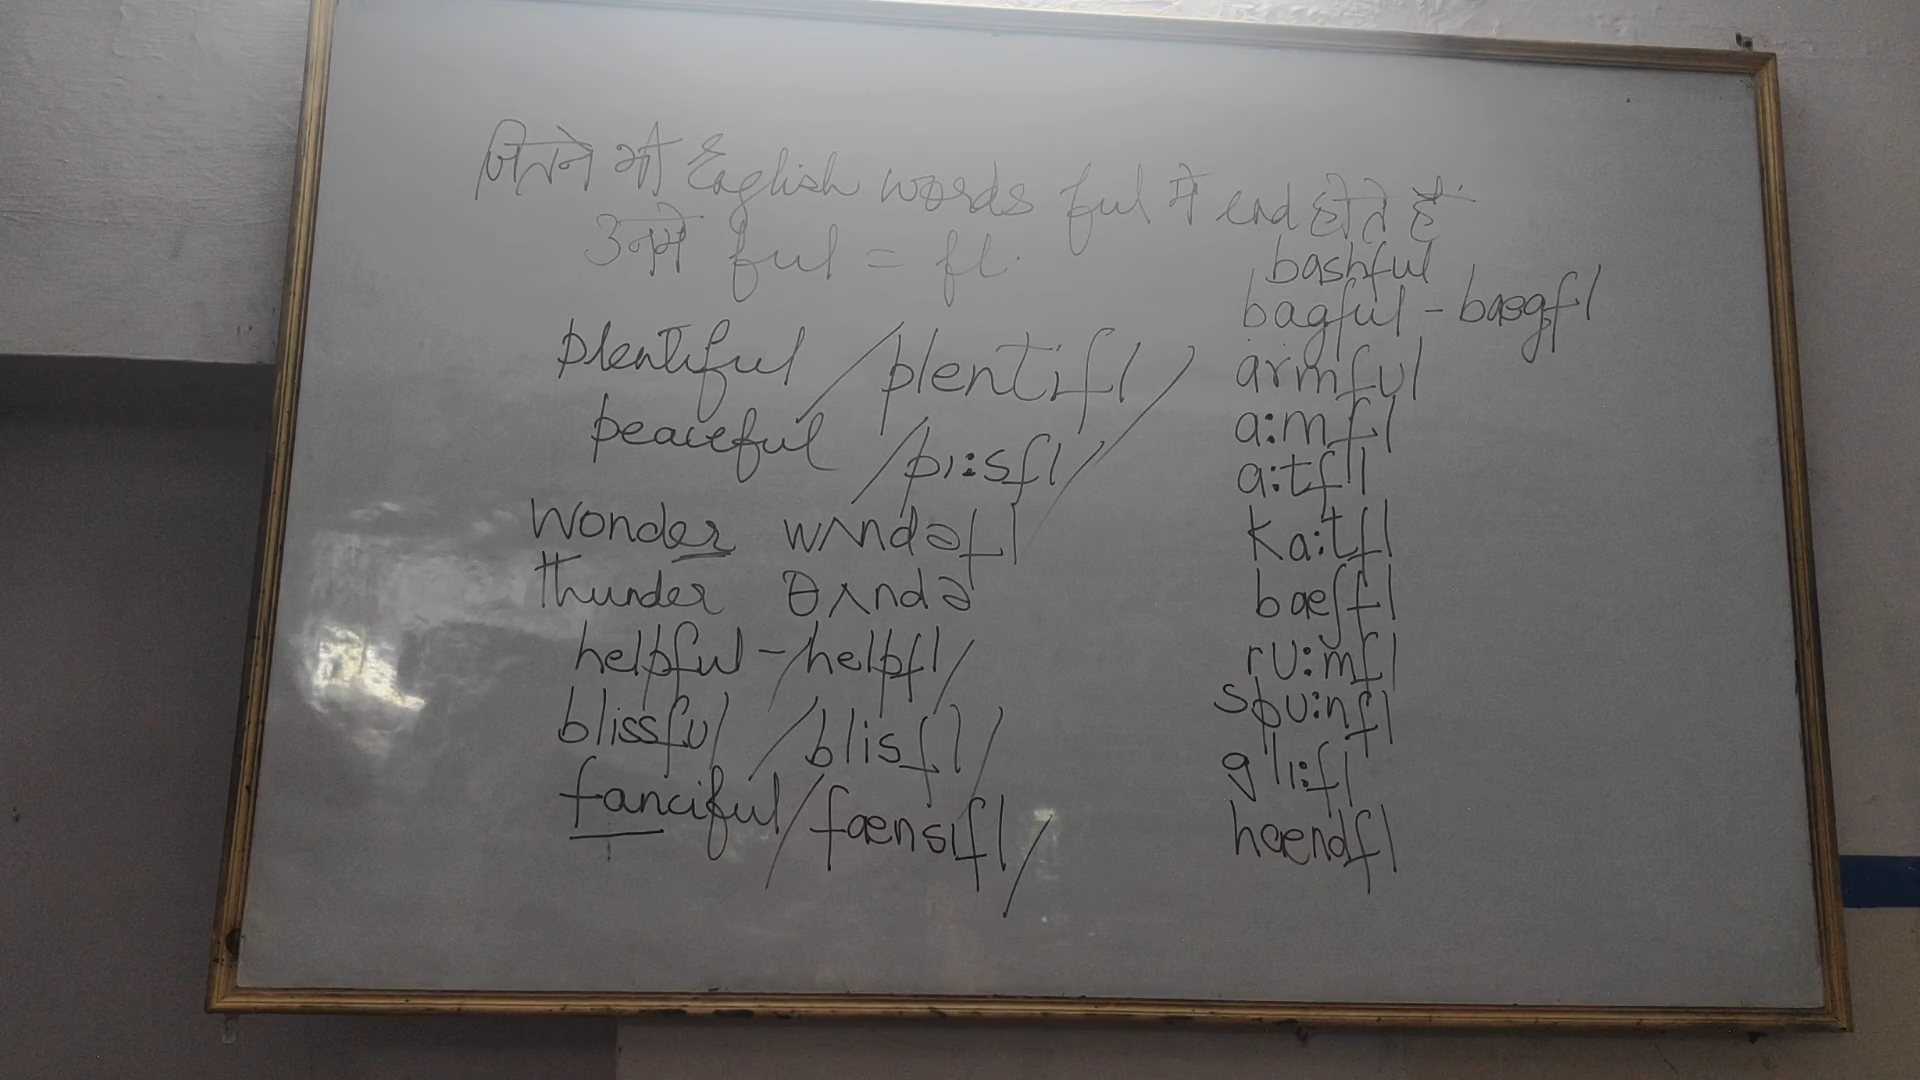 जितने भी English words ful में end होते हैं
उनमें ful = fl.
plentiful /plentifl/
peaceful /pi:sfl/
wonder wʌndəfl
thunder θʌndə
helpful - /helpfl/
blissful /blisfl/
fanciful /faensifl/
bashful
bagful - baegfl
armful
a:mfl
a:tfl
ka:tfl
baeʃfl
rU:mfl
spU:nfl
gli:fl
haendfl